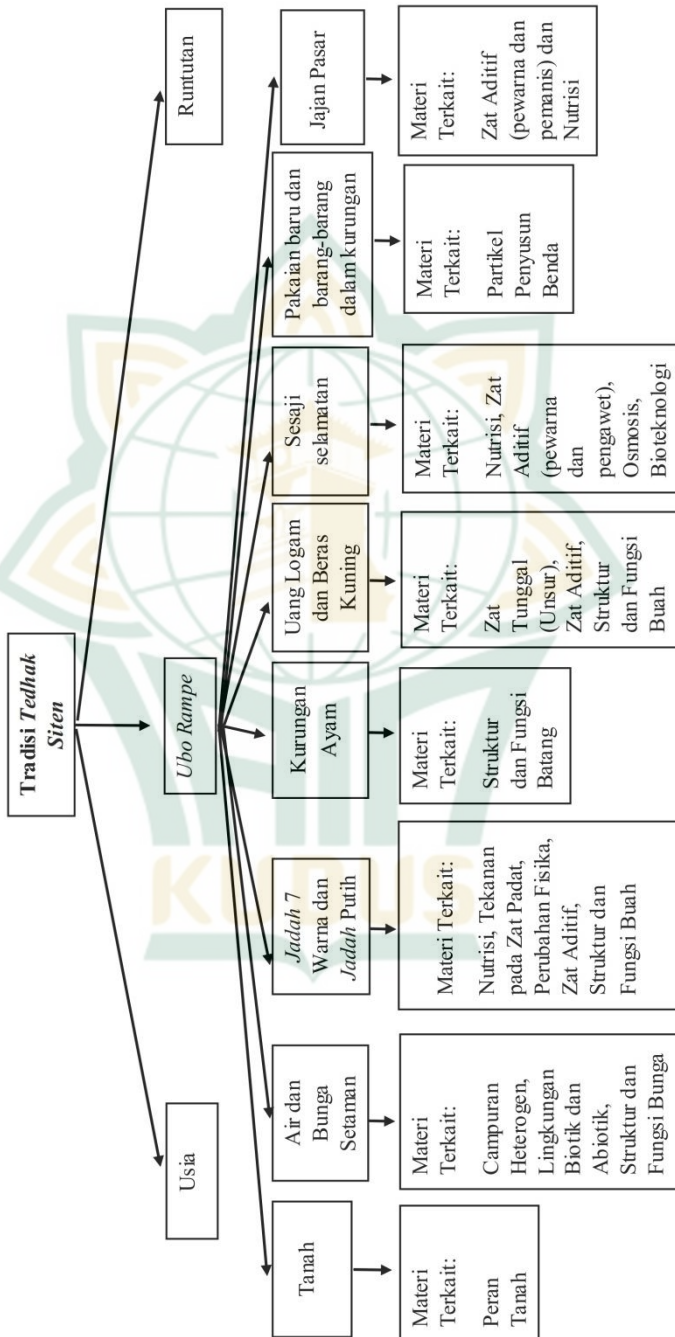 Tradisi Tedhak
Siten
Usia
Ubo Rampe
Runtutan
Tanah
Air dan
Bunga
Setaman
Jadah 7
Warna dan
Jadah Putih
Kurungan
Ayam
Uang Logam
dan Beras
Kuning
Sesaji
selamatan
Pakaian baru dan
barang-barang
dalam kurungan
Jajan Pasar
Materi
Terkait:
Peran
Tanah
Materi
Terkait:
Campuran
Heterogen,
Lingkungan
Biotik dan
Abiotik,
Struktur dan
Fungsi Bunga
Materi Terkait:
Nutrisi, Tekanan
pada Zat Padat,
Perubahan Fisika,
Zat Aditif,
Struktur dan
Fungsi Buah
Materi
Terkait:
Struktur
dan Fungsi
Batang
Materi
Terkait:
Zat
Tunggal
(Unsur),
Zat Aditif,
Struktur
dan Fungsi
Buah
Materi
Terkait:
Nutrisi, Zat
Aditif
(pewarna
dan
pengawet),
Osmosis,
Bioteknologi
Materi
Terkait:
Partikel
Penyusun
Benda
Materi
Terkait:
Zat Aditif
(pewarna dan
pemanis) dan
Nutrisi
KUDUS